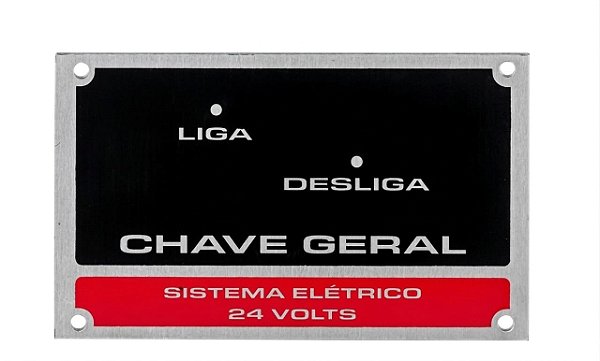 LIGA
DESLIGA
CHAVE GERAL
SISTEMA ELÉTRICO
24 VOLTS